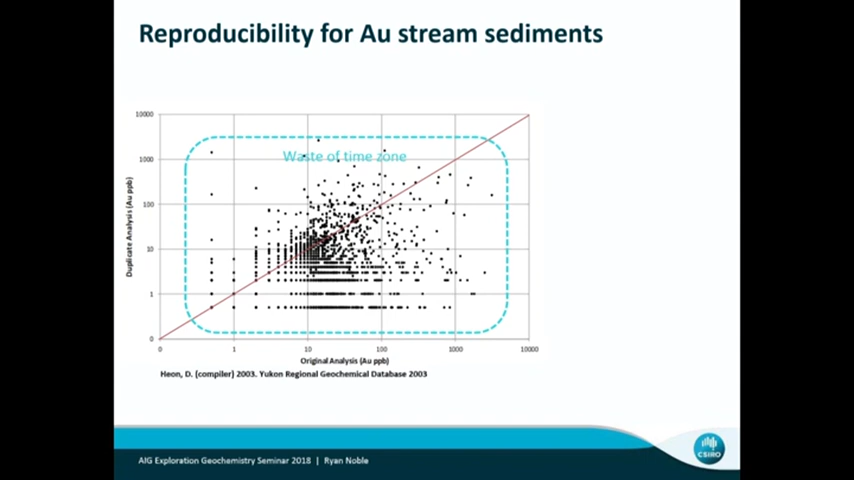 Reproducibility for Au stream sediments
10000
1000
100
10
1
0
Duplicate Analysis (Au ppb)
Waste of time zone
0
1
10
100
1000
10000
Original Analysis (Au ppb)
Heon, D. (compiler) 2003. Yukon Regional Geochemical Database 2003
AIG Exploration Geochemistry Seminar 2018 | Ryan Noble
CSIRO